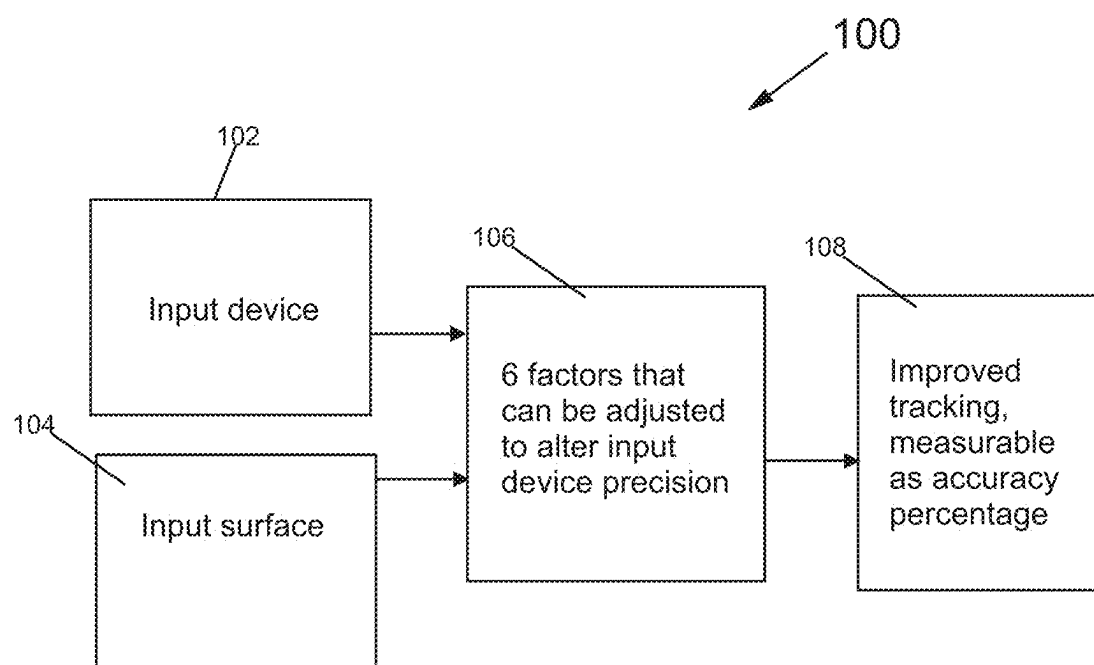 100
102
Input device
104
Input surface
106
6 factors that
can be adjusted
to alter input
device precision
108
Improved
tracking,
measurable
as accuracy
percentage